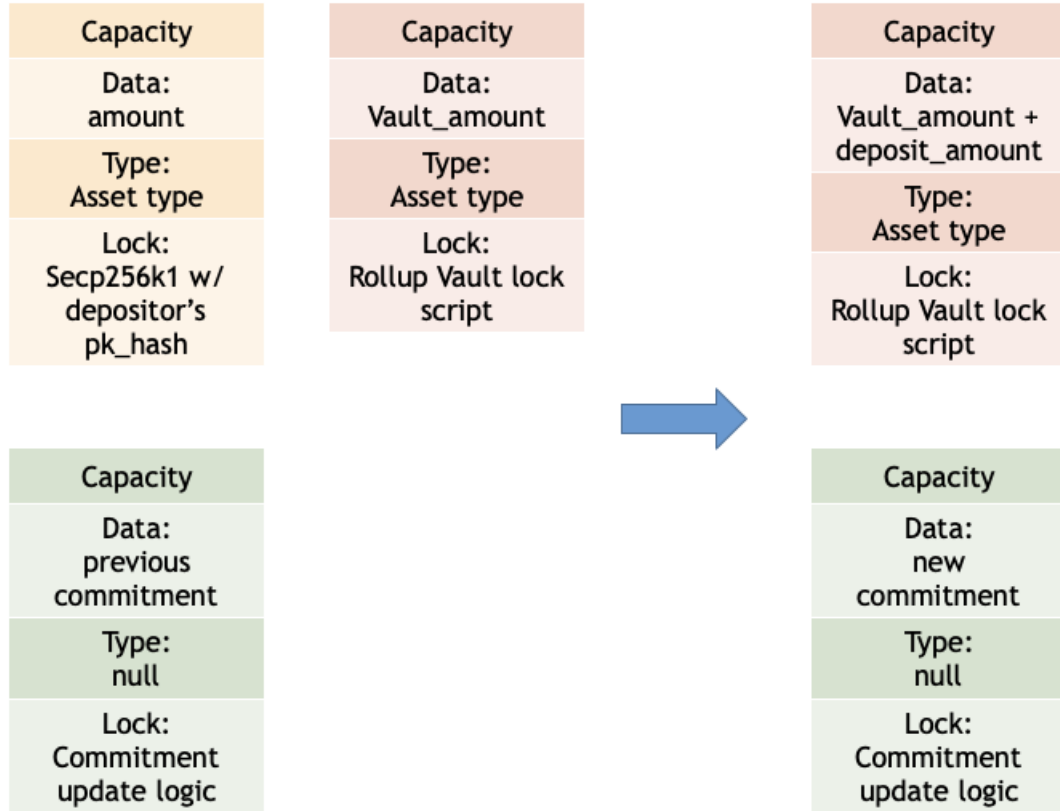 Capacity
Data:
amount
Type:
Asset type
Lock:
Secp256k1 w/
depositor's
pk_hash
Capacity
Data:
Vault_amount
Type:
Asset type
Lock:
Rollup Vault lock
script
Capacity
Data:
Vault_amount +
deposit_amount
Type:
Asset type
Lock:
Rollup Vault lock
script
Capacity
Data:
previous
commitment
Type:
null
Lock:
Commitment
update logic
Capacity
Data:
new
commitment
Type:
null
Lock:
Commitment
update logic